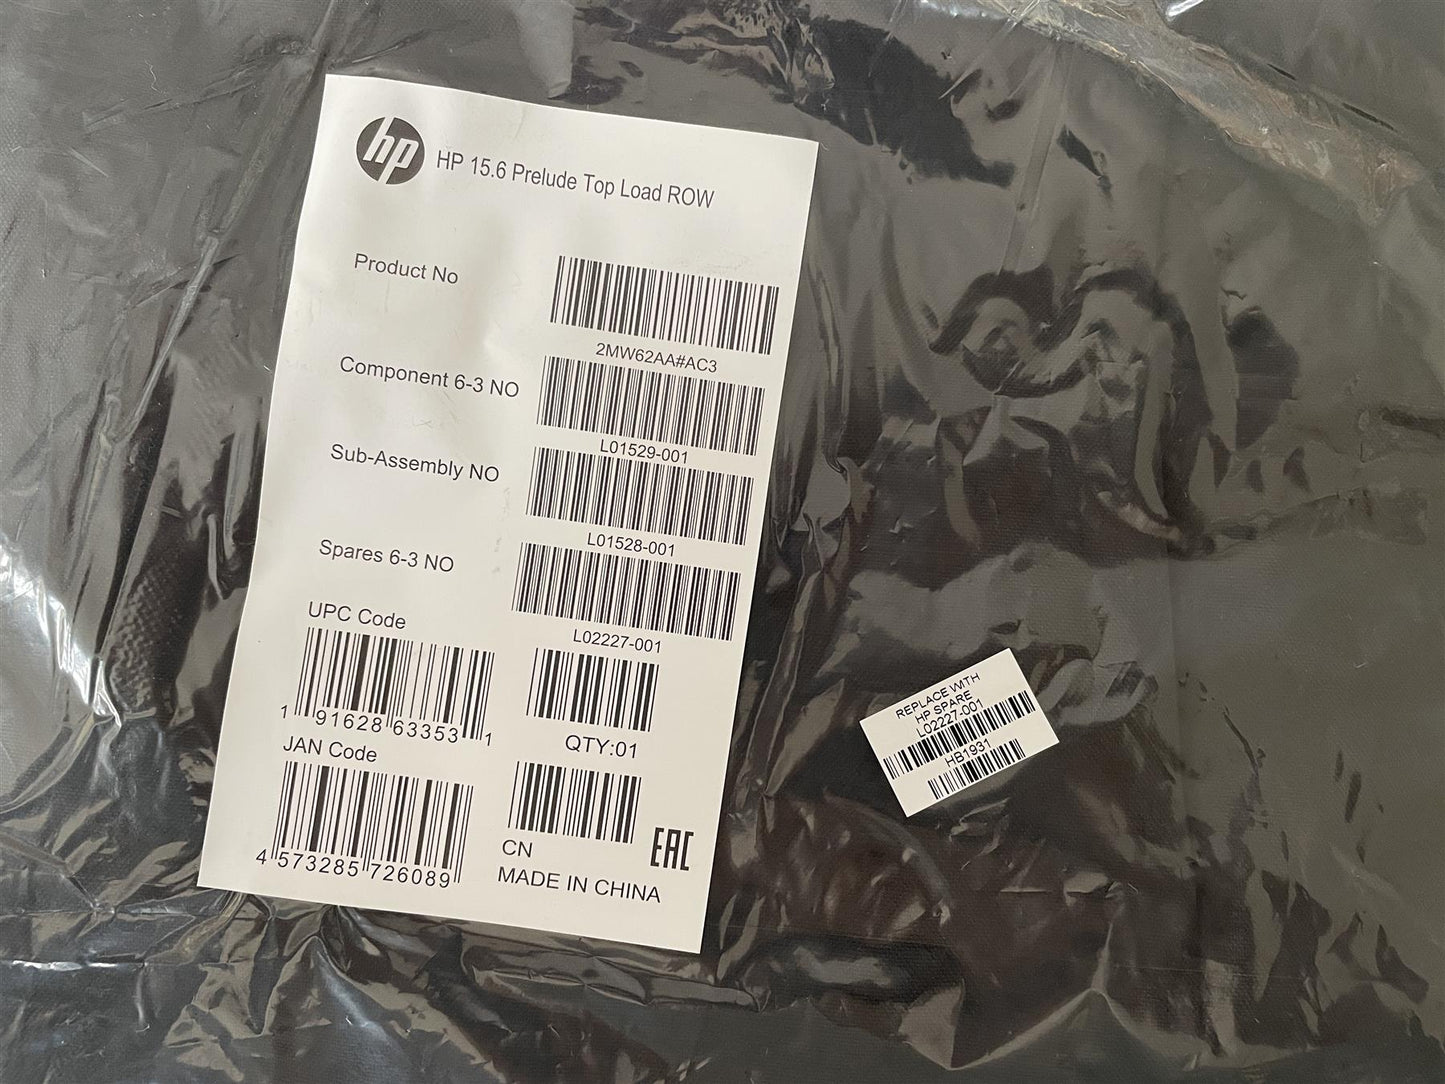 hp
HP 15.6 Prelude Top Load ROW
Product No
2MW62AA#AC3
Component 6-3 NO
L01529-001
Sub-Assembly NO
L01528-001
Spares 6-3 NO
L02227-001
UPC Code
1 91628 63353 1
QTY:01
JAN Code
4 573285 726089
CN
MADE IN CHINA
EAC
REPLACE WITH
HP SPARE
L02227-001
HB1931